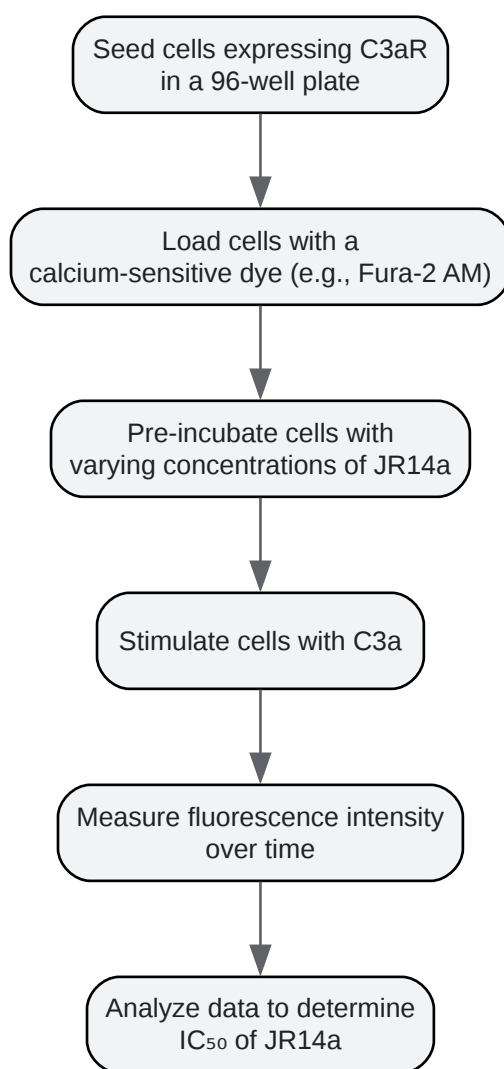 Seed cells expressing C3aR
in a 96-well plate
Load cells with a
calcium-sensitive dye (e.g., Fura-2 AM)
Pre-incubate cells with
varying concentrations of JR14a
Stimulate cells with C3a
Measure fluorescence intensity
over time
Analyze data to determine
IC₅₀ of JR14a